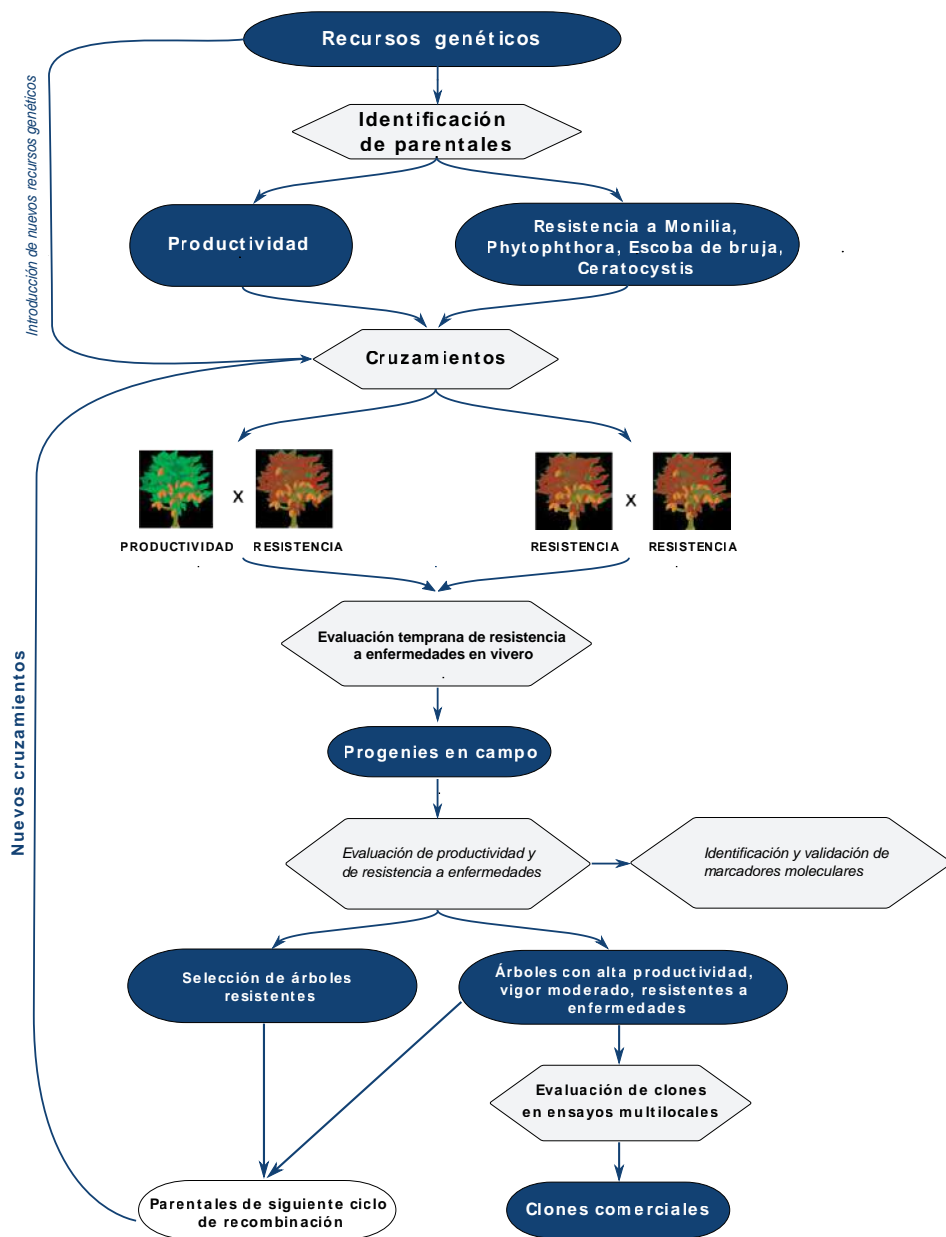 Recursos genéticos
Introducción de nuevos recursos genéticos
Identificación
de parentales
Productividad
Resistencia a Monilia,
Phytophthora, Escoba de bruja,
Ceratocystis
Cruzamientos
X
X
PRODUCTIVIDAD RESISTENCIA
RESISTENCIA RESISTENCIA
Evaluación temprana de resistencia
a enfermedades en vivero
Progenies en campo
Nuevos cruzamientos
Evaluación de productividad y
de resistencia a enfermedades
Identificación y validación de
marcadores moleculares
Selección de árboles
resistentes
Árboles con alta productividad,
vigor moderado, resistentes a
enfermedades
Evaluación de clones
en ensayos multilocales
Parentales de siguiente ciclo
de recombinación
Clones comerciales